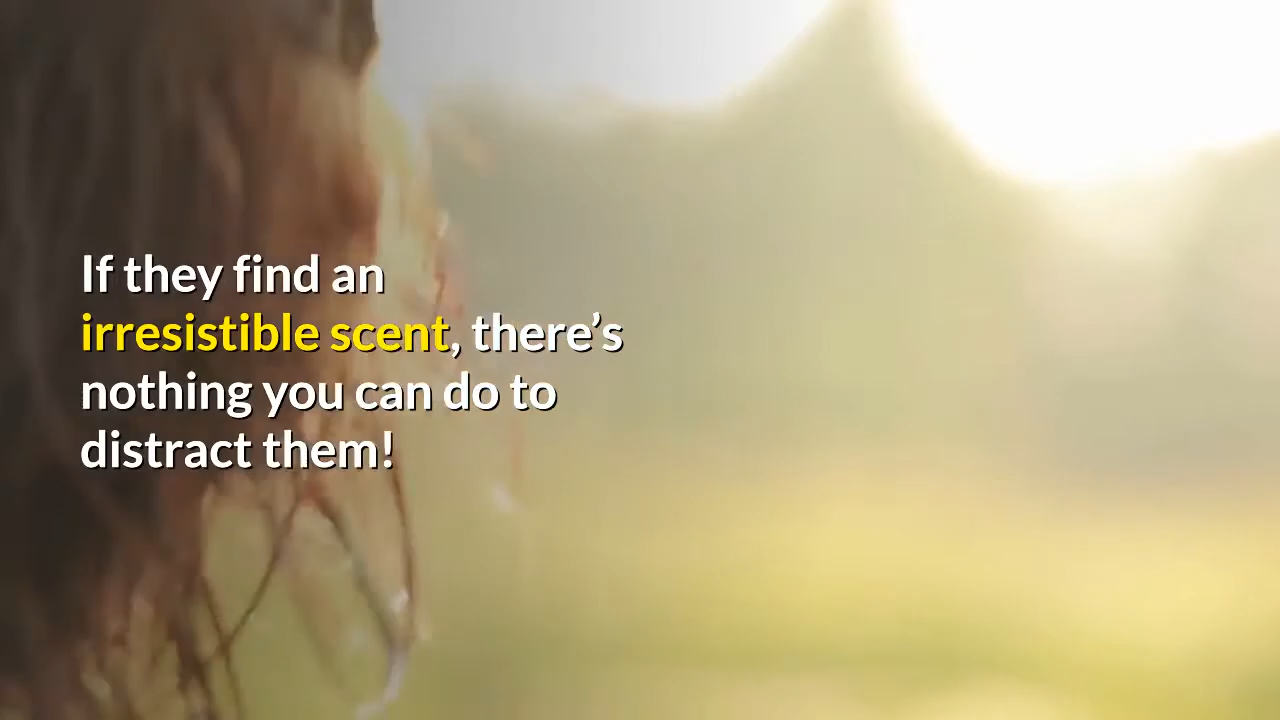 If they find an
irresistible scent, there’s
nothing you can do to
distract them!